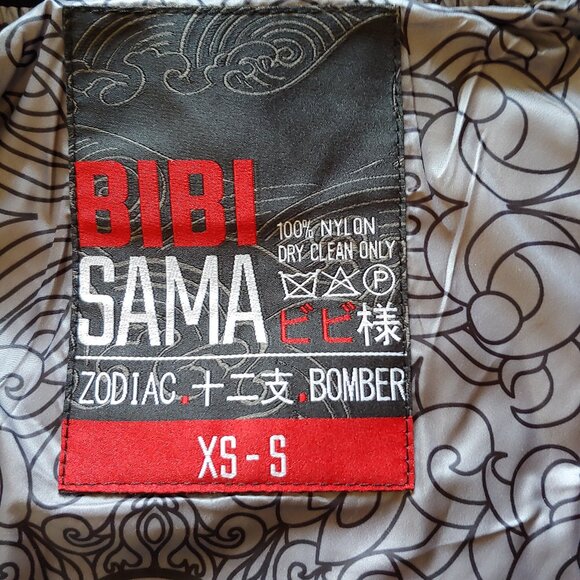 BIBI
SAMA
100% NYLON
DRY CLEAN ONLY
P
ビビ様
ZODIAC.十二支.BOMBER
XS - S